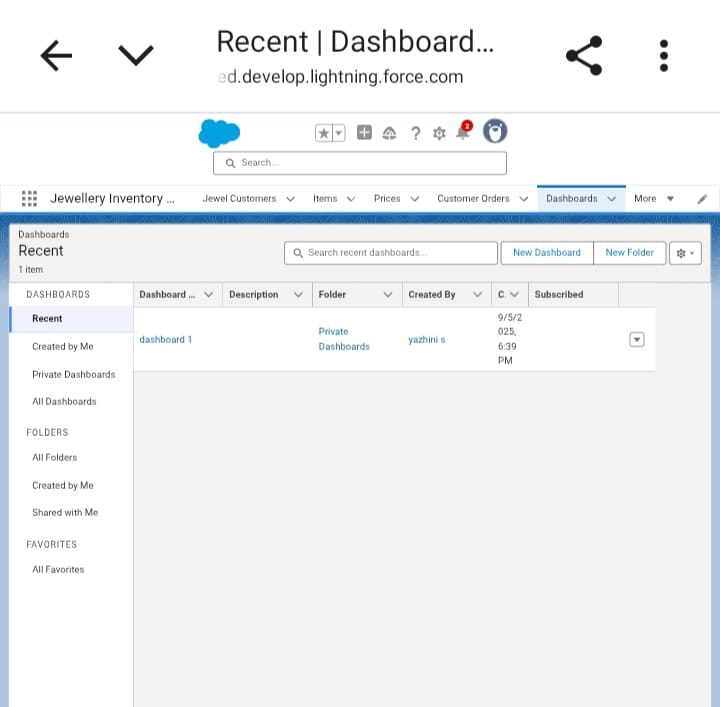 Recent | Dashboard...
ed.develop.lightning.force.com
2
Search...
Jewellery Inventory ... Jewel Customers Items Prices Customer Orders Dashboards More
Dashboards
Recent
1 item
Search recent dashboards...
New Dashboard New Folder
DASHBOARDS
Recent
Created by Me
Private Dashboards
All Dashboards
FOLDERS
All Folders
Created by Me
Shared with Me
FAVORITES
All Favorites
Dashboard ... Description Folder Created By C Subscribed
dashboard 1
Private
Dashboards
yazhini s
9/5/2
025,
6:39
PM